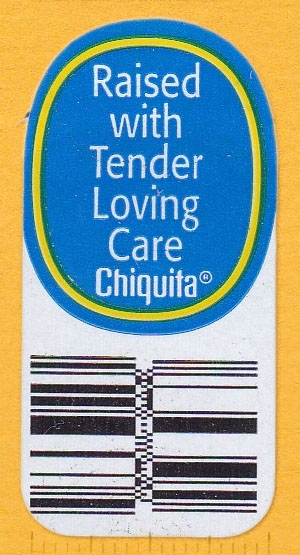 Raised
with
Tender
Loving
Care
Chiquita®